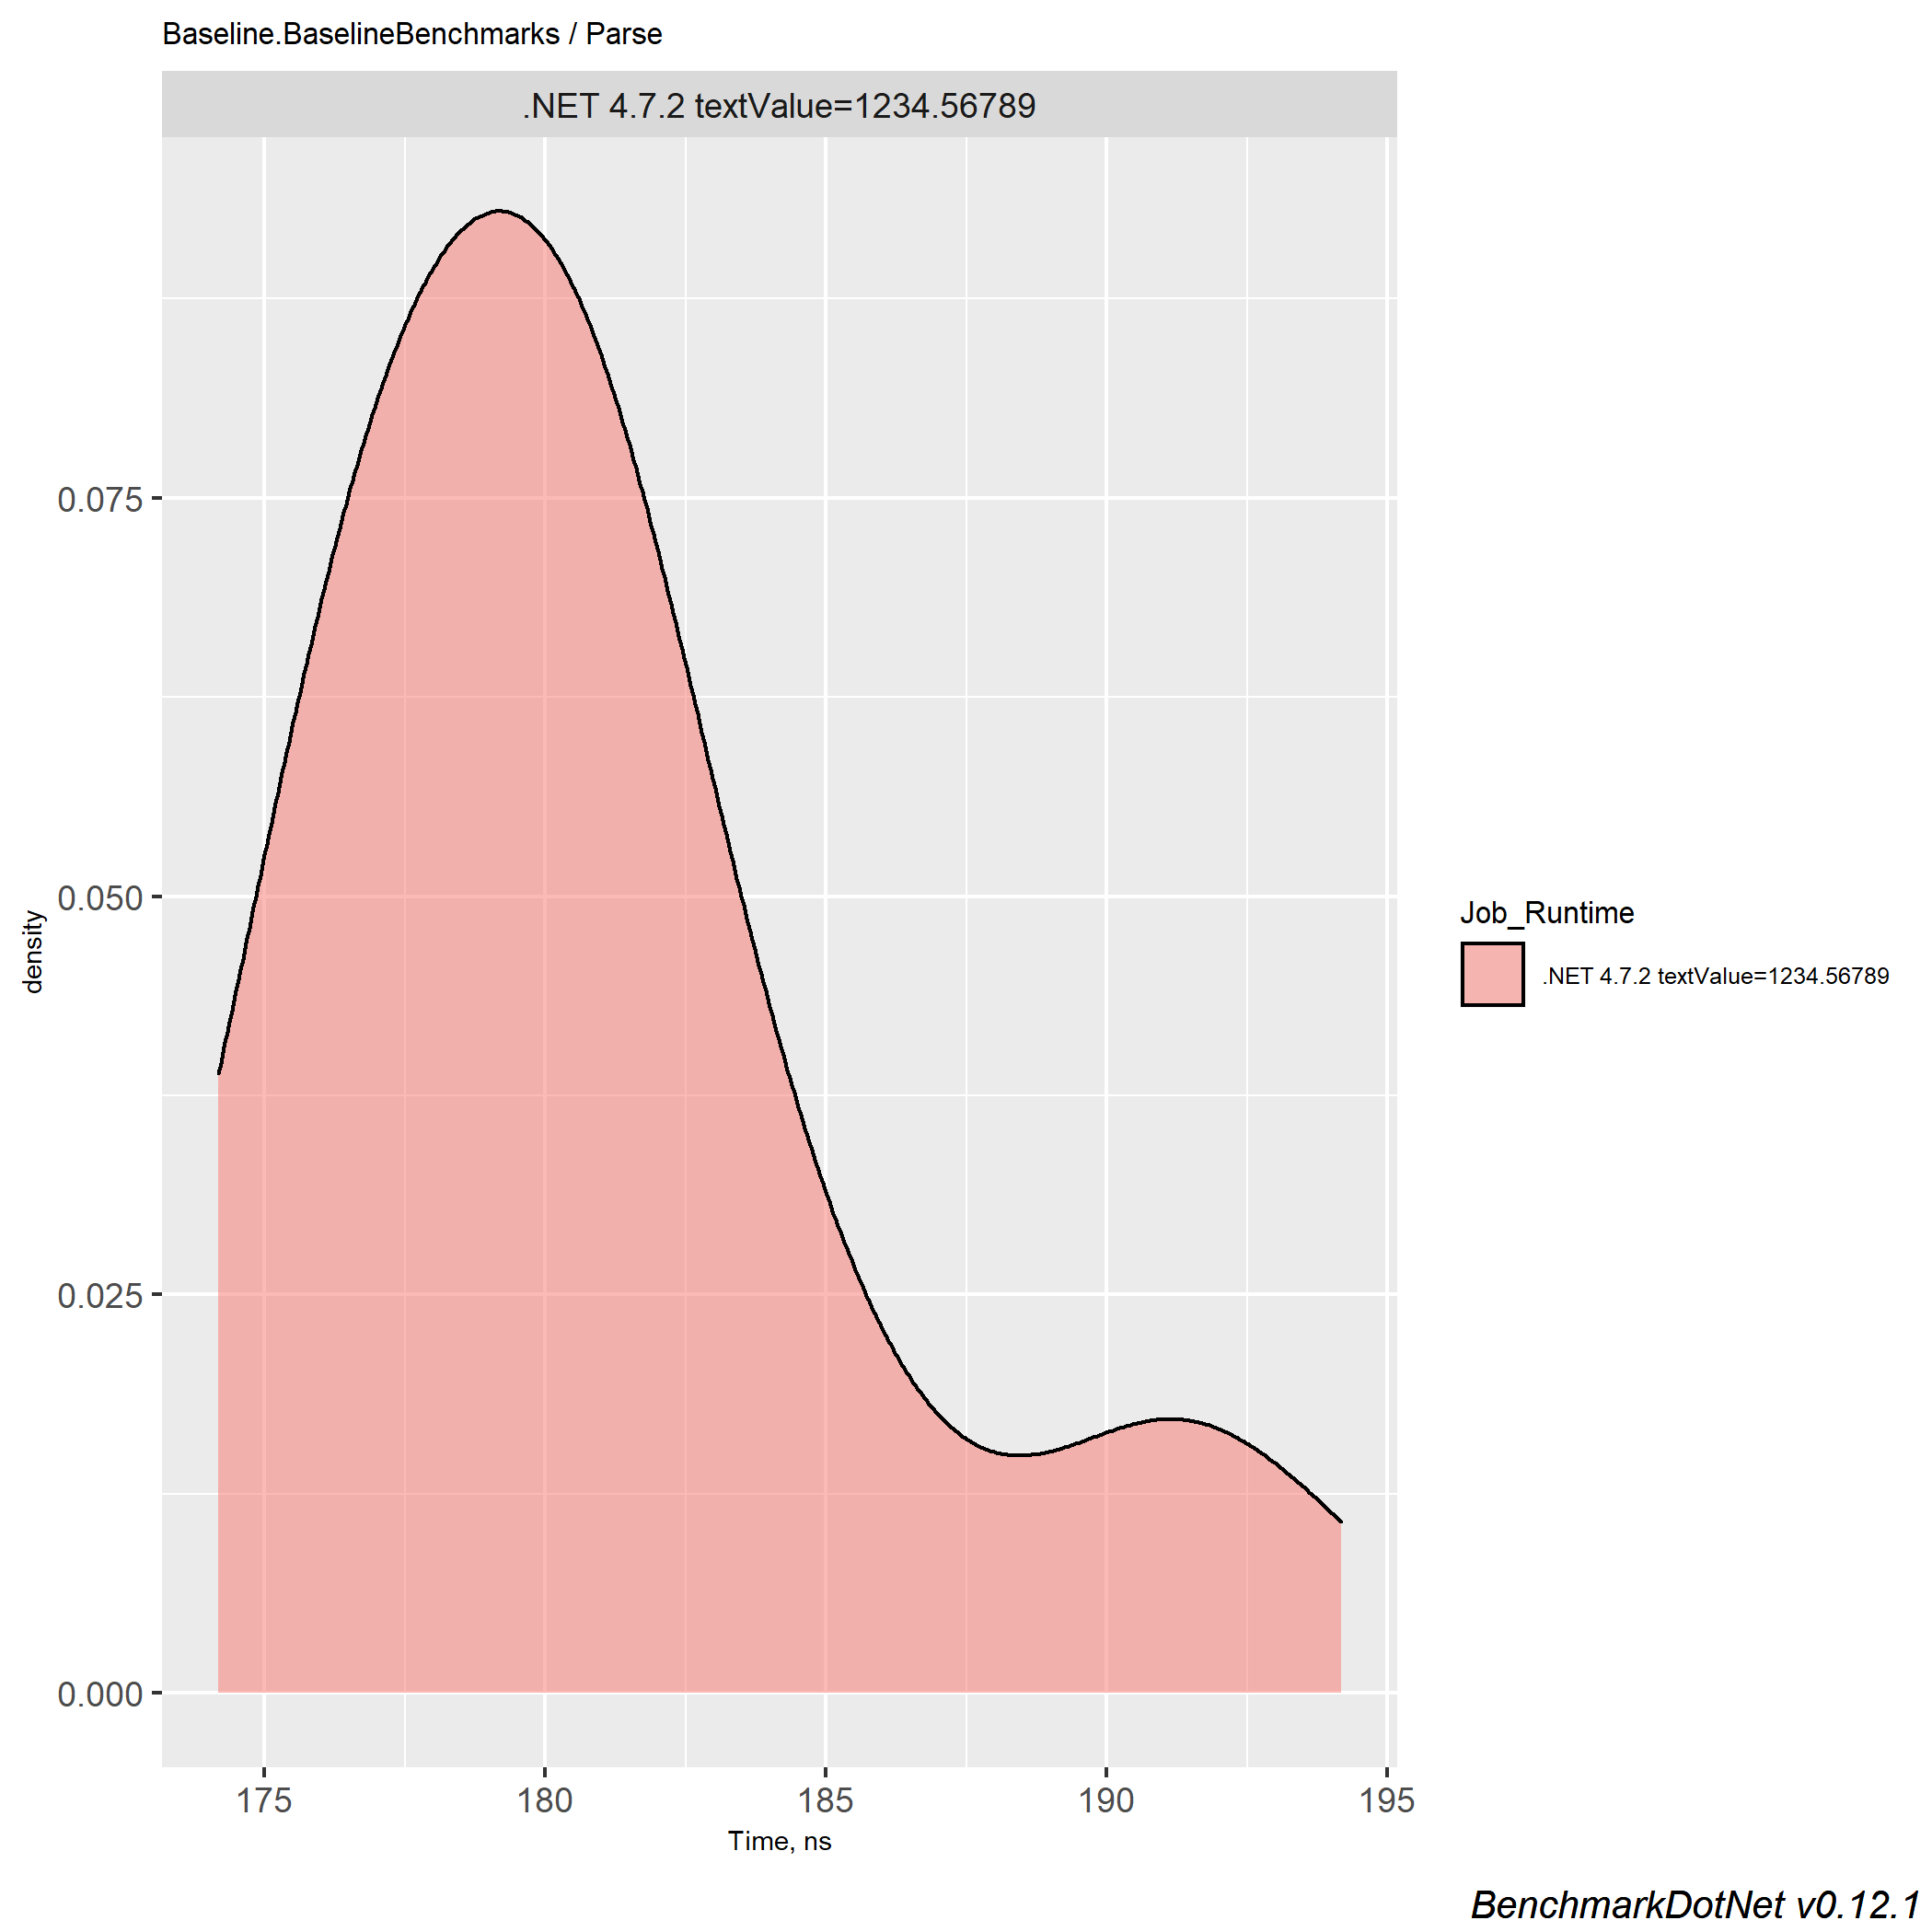 Baseline.BaselineBenchmarks / Parse
.NET 4.7.2 textValue=1234.56789
0.075
0.050
0.025
0.000
density
175 180 185 190 195
Time, ns
Job_Runtime
.NET 4.7.2 textValue=1234.56789
BenchmarkDotNet v0.12.1